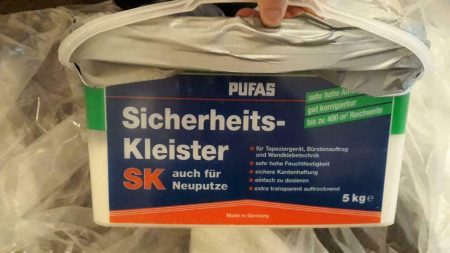 PUFAS
sehr hohe
gut korrigierbar
bis zu 400 m² Reichweite
Sicherheits-
Kleister
SK auch für
Neuputze
für Tapeziergerät, Bürstenauftrag
und Wandklebetechnik
sehr hohe Feuchtfestigkeit
sichere Kantenhaftung
einfach zu dosieren
extra transparent auftrocknend
5 kg e
Made in Germany